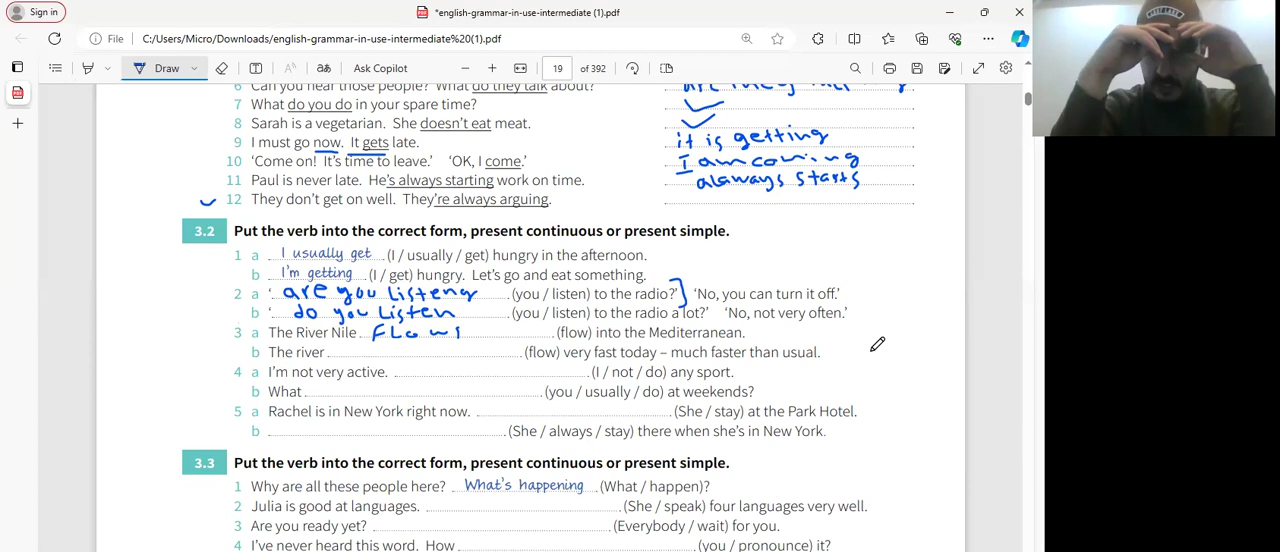 Sign in
*english-grammar-in-use-intermediate (1).pdf
File C:/Users/Micro/Downloads/english-grammar-in-use-intermediate%20(1).pdf
Draw
Ask Copilot
19 of 392
6 Can you hear those people? What do they talk about?
7 What do you do in your spare time?
8 Sarah is a vegetarian. She doesn't eat meat.
9 I must go now. It gets late. it is getting
10 ‘Come on! It's time to leave.’ ‘OK, I come.’ I am coming
11 Paul is never late. He's always starting work on time. always starts
12 They don't get on well. They're always arguing.
3.2 Put the verb into the correct form, present continuous or present simple.
1 a I usually get (I / usually / get) hungry in the afternoon.
b I'm getting (I / get) hungry. Let's go and eat something.
2 a ‘ are you listeng (you / listen) to the radio?’ ‘No, you can turn it off.’
b ‘ do you listen (you / listen) to the radio a lot?’ ‘No, not very often.’
3 a The River Nile (flow) into the Mediterranean.
b The river (flow) very fast today – much faster than usual.
4 a I'm not very active. (I / not / do) any sport.
b What (you / usually / do) at weekends?
5 a Rachel is in New York right now. (She / stay) at the Park Hotel.
b (She / always / stay) there when she's in New York.
3.3 Put the verb into the correct form, present continuous or present simple.
1 Why are all these people here? What's happening (What / happen)?
2 Julia is good at languages. (She / speak) four languages very well.
3 Are you ready yet? (Everybody / wait) for you.
4 I've never heard this word. How (you / pronounce) it?